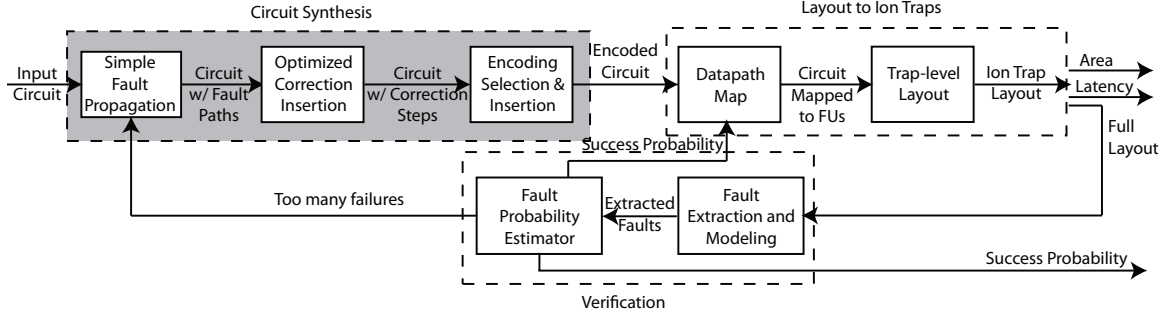 Circuit Synthesis
Layout to Ion Traps
Input
Circuit
Simple
Fault
Propagation
Circuit
w/ Fault
Paths
Optimized
Correction
Insertion
Circuit
w/ Correction
Steps
Encoding
Selection &
Insertion
Encoded
Circuit
Datapath
Map
Circuit
Mapped
to FUs
Trap-level
Layout
Ion Trap
Layout
Area
Latency
Full
Layout
Success Probability
Too many failures
Fault
Probability
Estimator
Extracted
Faults
Fault
Extraction and
Modeling
Success Probability
Verification